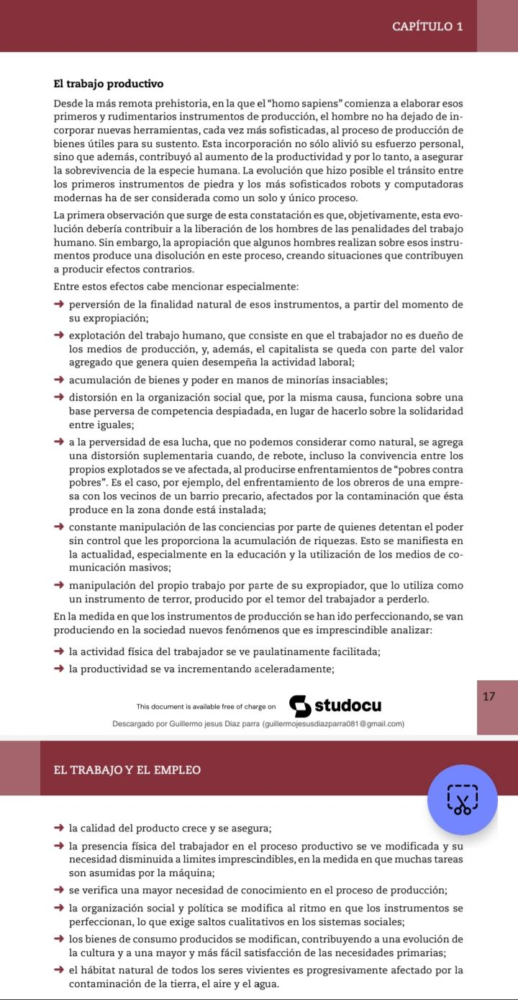 CAPÍTULO 1
El trabajo productivo
Desde la más remota prehistoria, en la que el “homo sapiens” comienza a elaborar esos
primeros y rudimentarios instrumentos de producción, el hombre no ha dejado de in-
corporar nuevas herramientas, cada vez más sofisticadas, al proceso de producción de
bienes útiles para su sustento. Esta incorporación no sólo alivió su esfuerzo personal,
sino que además, contribuyó al aumento de la productividad y por lo tanto, a asegurar
la sobrevivencia de la especie humana. La evolución que hizo posible el tránsito entre
los primeros instrumentos de piedra y los más sofisticados robots y computadoras
modernas ha de ser considerada como un solo y único proceso.
La primera observación que surge de esta constatación es que, objetivamente, esta evo-
lución debería contribuir a la liberación de los hombres de las penalidades del trabajo
humano. Sin embargo, la apropiación que algunos hombres realizan sobre esos instru-
mentos produce una disolución en este proceso, creando situaciones que contribuyen
a producir efectos contrarios.
Entre estos efectos cabe mencionar especialmente:
➔ perversión de la finalidad natural de esos instrumentos, a partir del momento de
su expropiación;
➔ explotación del trabajo humano, que consiste en que el trabajador no es dueño de
los medios de producción, y, además, el capitalista se queda con parte del valor
agregado que genera quien desempeña la actividad laboral;
➔ acumulación de bienes y poder en manos de minorías insaciables;
➔ distorsión en la organización social que, por la misma causa, funciona sobre una
base perversa de competencia despiadada, en lugar de hacerlo sobre la solidaridad
entre iguales;
➔ a la perversidad de esa lucha, que no podemos considerar como natural, se agrega
una distorsión suplementaria cuando, de rebote, incluso la convivencia entre los
propios explotados se ve afectada, al producirse enfrentamientos de “pobres contra
pobres”. Es el caso, por ejemplo, del enfrentamiento de los obreros de una empre-
sa con los vecinos de un barrio precario, afectados por la contaminación que ésta
produce en la zona donde está instalada;
➔ constante manipulación de las conciencias por parte de quienes detentan el poder
sin control que les proporciona la acumulación de riquezas. Esto se manifiesta en
la actualidad, especialmente en la educación y la utilización de los medios de co-
municación masivos;
➔ manipulación del propio trabajo por parte de su expropiador, que lo utiliza como
un instrumento de terror, producido por el temor del trabajador a perderlo.
En la medida en que los instrumentos de producción se han ido perfeccionando, se van
produciendo en la sociedad nuevos fenómenos que es imprescindible analizar:
➔ la actividad física del trabajador se ve paulatinamente facilitada;
➔ la productividad se va incrementando aceleradamente;
17
This document is available free of charge on studocu
Descargado por Guillermo jesus Diaz parra (guillermojesusdiazparra081@gmail.com)
EL TRABAJO Y EL EMPLEO
➔ la calidad del producto crece y se asegura;
➔ la presencia física del trabajador en el proceso productivo se ve modificada y su
necesidad disminuida a limites imprescindibles, en la medida en que muchas tareas
son asumidas por la máquina;
➔ se verifica una mayor necesidad de conocimiento en el proceso de producción;
➔ la organización social y política se modifica al ritmo en que los instrumentos se
perfeccionan, lo que exige saltos cualitativos en los sistemas sociales;
➔ los bienes de consumo producidos se modifican, contribuyendo a una evolución de
la cultura y a una mayor y más fácil satisfacción de las necesidades primarias;
➔ el hábitat natural de todos los seres vivientes es progresivamente afectado por la
contaminación de la tierra, el aire y el agua.